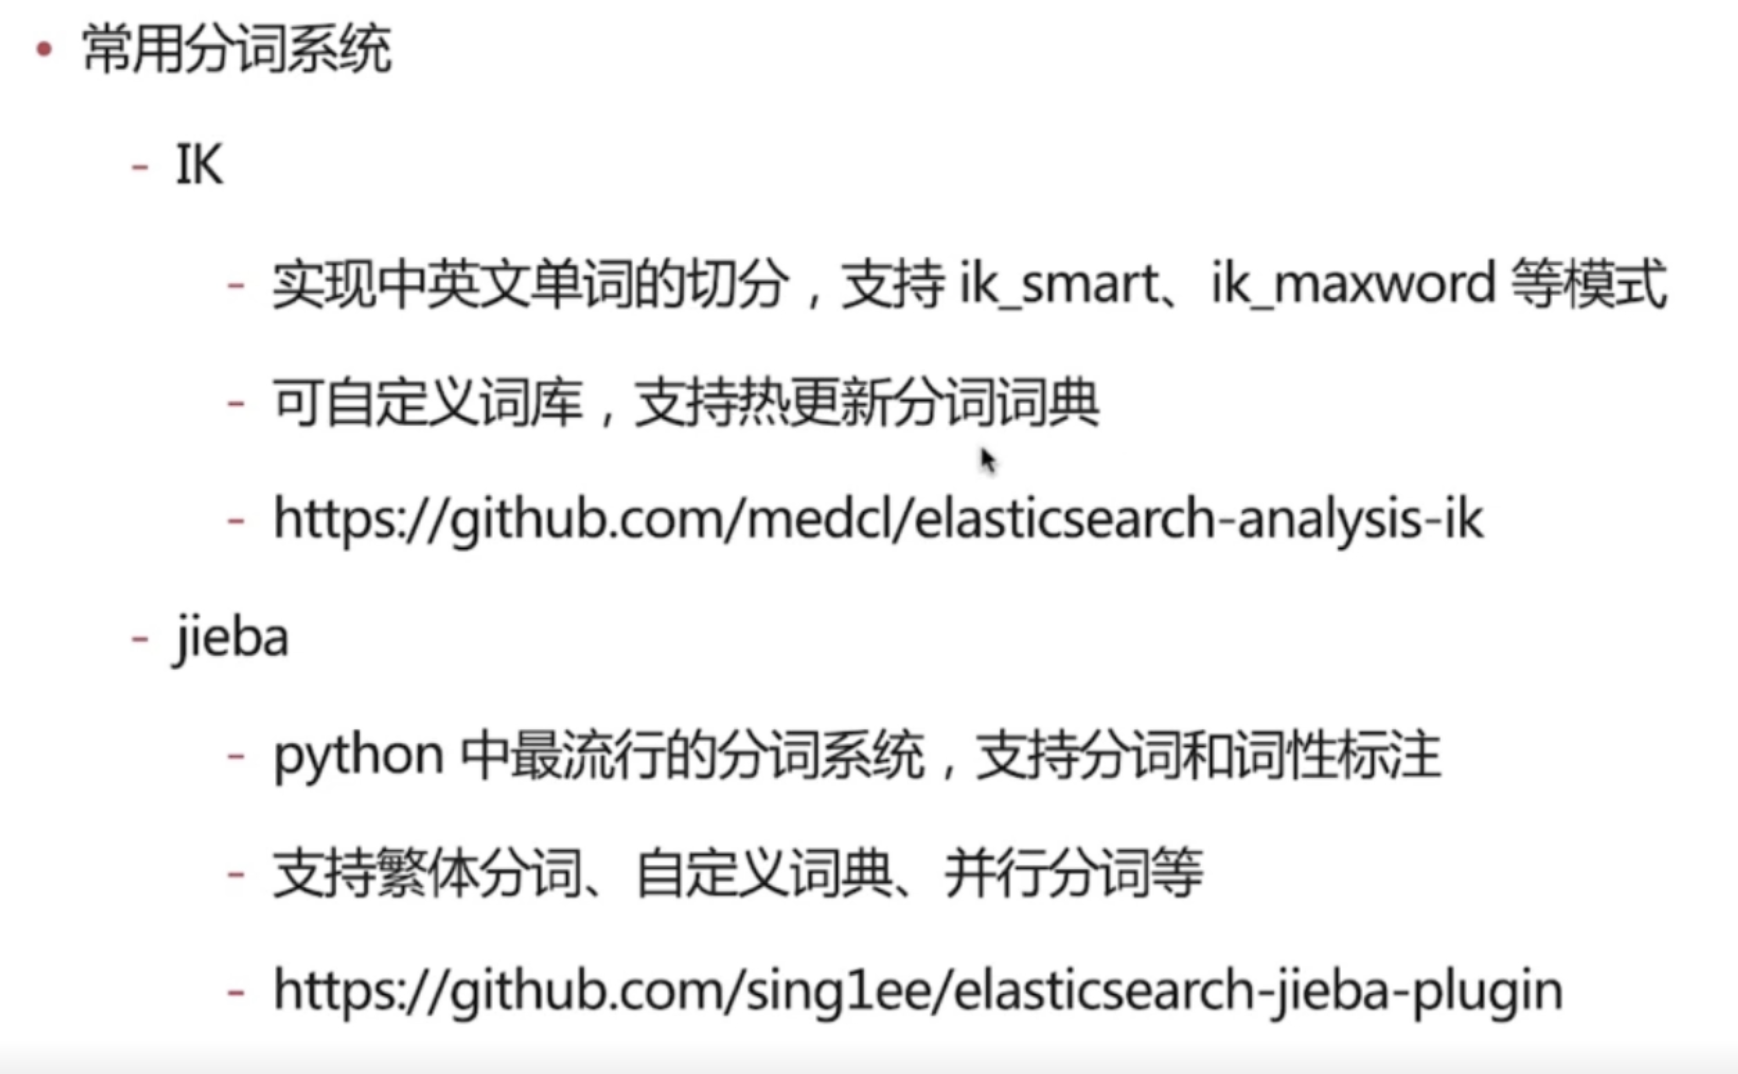 • 常用分词系统
- IK
- 实现中英文单词的切分，支持 ik_smart、ik_maxword 等模式
- 可自定义词库，支持热更新分词词典
- https://github.com/medcl/elasticsearch-analysis-ik
- jieba
- python 中最流行的分词系统，支持分词和词性标注
- 支持繁体分词、自定义词典、并行分词等
- https://github.com/sing1ee/elasticsearch-jieba-plugin